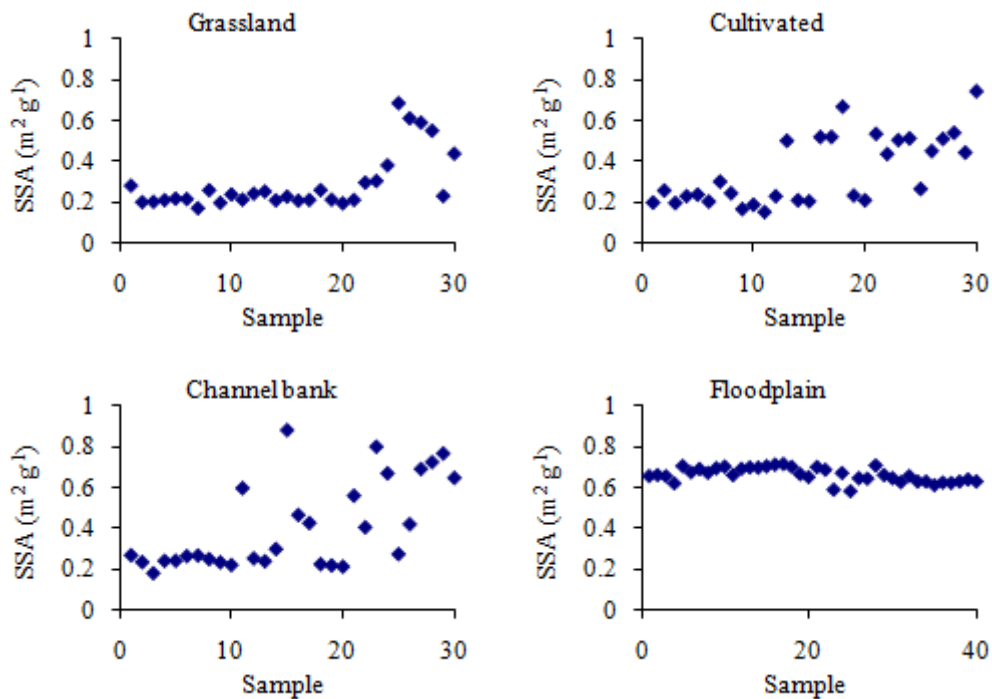 Grassland
1
0.8
0.6
0.4
0.2
0
SSA (m² g⁻¹)
0 10 20 30
Sample
Cultivated
1
0.8
0.6
0.4
0.2
0
SSA (m² g⁻¹)
0 10 20 30
Sample
Channel bank
1
0.8
0.6
0.4
0.2
0
SSA (m² g⁻¹)
0 10 20 30
Sample
Floodplain
1
0.8
0.6
0.4
0.2
0
SSA (m² g⁻¹)
0 20 40
Sample